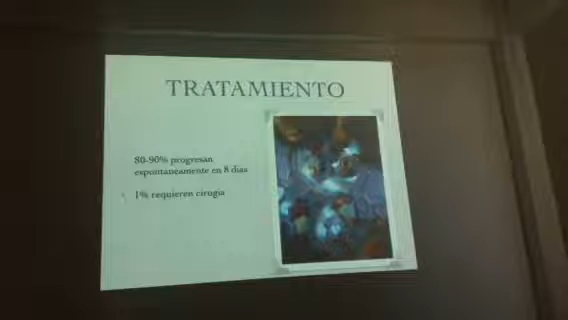 TRATAMIENTO
80-90% progresan
espontaneamente en 8 dias
1% requieren cirugia